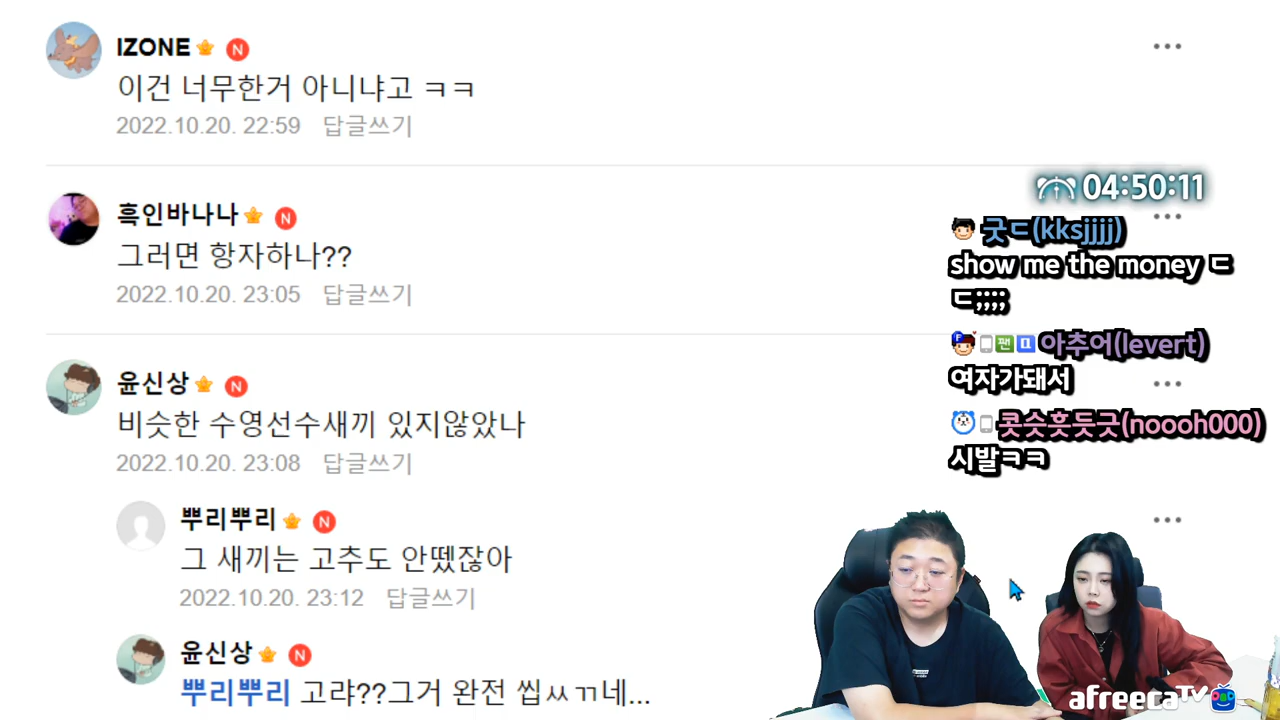 IZONE N
이건 너무한거 아니냐고 ㅋㅋ
2022.10.20. 22:59 답글쓰기
흑인바나나 N
그러면 항자하나??
2022.10.20. 23:05 답글쓰기
윤신상 N
비슷한 수영선수새끼 있지않았나
2022.10.20. 23:08 답글쓰기
뿌리뿌리 N
그 새끼는 고추도 안뗐잖아
2022.10.20. 23:12 답글쓰기
윤신상 N
뿌리뿌리 고랴??그거 완전 씹ㅆㄲ네...
04:50:11
굿ㄷ(kksjjjj)
show me the money ㄷ
ㄷ;;;;
팬 아추어(levert)
여자가돼서
콧숫흣듯굿(noooh000)
시발ㅋㅋ
afreecaTV